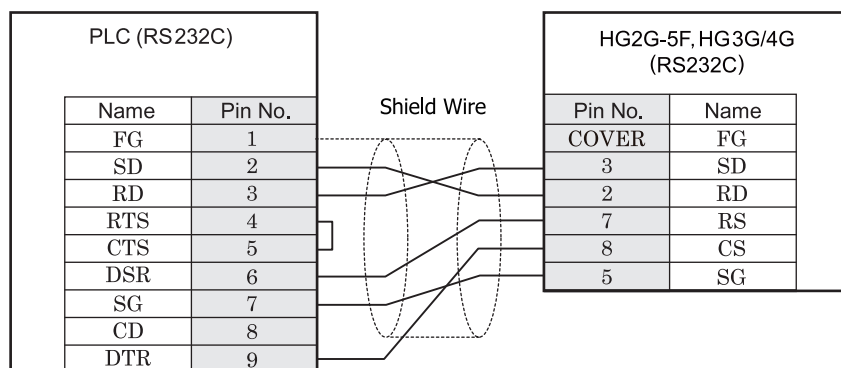 PLC (RS232C)
Name Pin No.
FG 1
SD 2
RD 3
RTS 4
CTS 5
DSR 6
SG 7
CD 8
DTR 9
Shield Wire
HG2G-5F, HG3G/4G
(RS232C)
Pin No. Name
COVER FG
3 SD
2 RD
7 RS
8 CS
5 SG